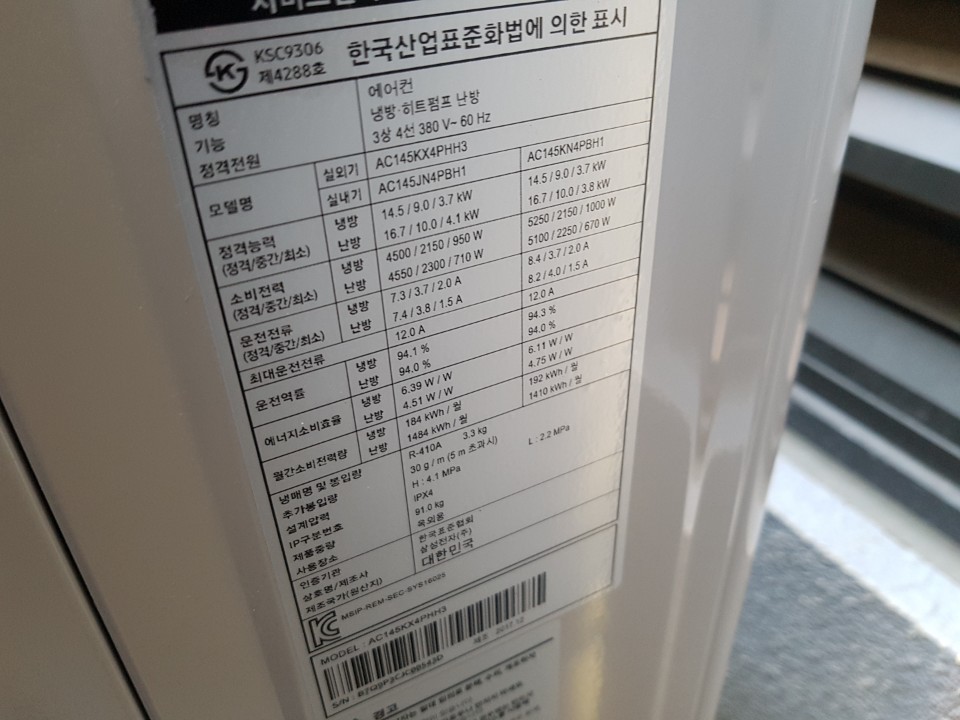 KSC9306
제4288호
한국산업표준화법에 의한 표시
명칭 에어컨
기능 냉방·히트펌프 난방
정격전원 3상 4선 380 V~ 60 Hz
모델명 실외기 AC145KX4PHH3
실내기 AC145JN4PBH1 AC145KN4PBH1
정격능력 (정격/중간/최소) 냉방 14.5 / 9.0 / 3.7 kW 14.5 / 9.0 / 3.7 kW
난방 16.7 / 10.0 / 4.1 kW 16.7 / 10.0 / 3.8 kW
소비전력 (정격/중간/최소) 냉방 4500 / 2150 / 950 W 5250 / 2150 / 1000 W
난방 4550 / 2300 / 710 W 5100 / 2250 / 670 W
운전전류 (정격/중간/최소) 냉방 7.3 / 3.7 / 2.0 A 8.4 / 3.7 / 2.0 A
난방 7.4 / 3.8 / 1.5 A 8.2 / 4.0 / 1.5 A
최대운전전류 12.0 A 12.0 A
운전역률 냉방 94.1 % 94.3 %
난방 94.0 % 94.0 %
에너지소비효율 냉방 6.39 W / W 6.11 W / W
난방 4.51 W / W 4.75 W / W
월간소비전력량 냉방 184 kWh / 월 192 kWh / 월
난방 1484 kWh / 월 1410 kWh / 월
냉매명 및 봉입량 R-410A 3.3 kg
추가봉입량 30 g / m (5 m 초과시)
설계압력 H : 4.1 MPa L : 2.2 MPa
IP구분번호 IPX4
제품중량 91.0 kg
사용장소 옥외용
인증기관 한국표준협회
상호명/제조사 삼성전자(주)
제조국가(원산지) 대한민국
MSIP-REM-SEC-SYS16025
MODEL : AC145KX4PHH3
제조 2017.12
S/N :
경고